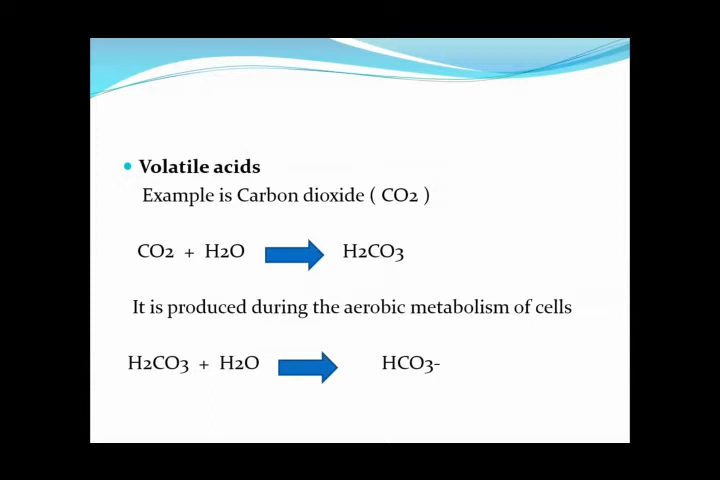 Volatile acids
Example is Carbon dioxide ( CO2 )
CO2 + H2O H2CO3
It is produced during the aerobic metabolism of cells
H2CO3 + H2O HCO3-